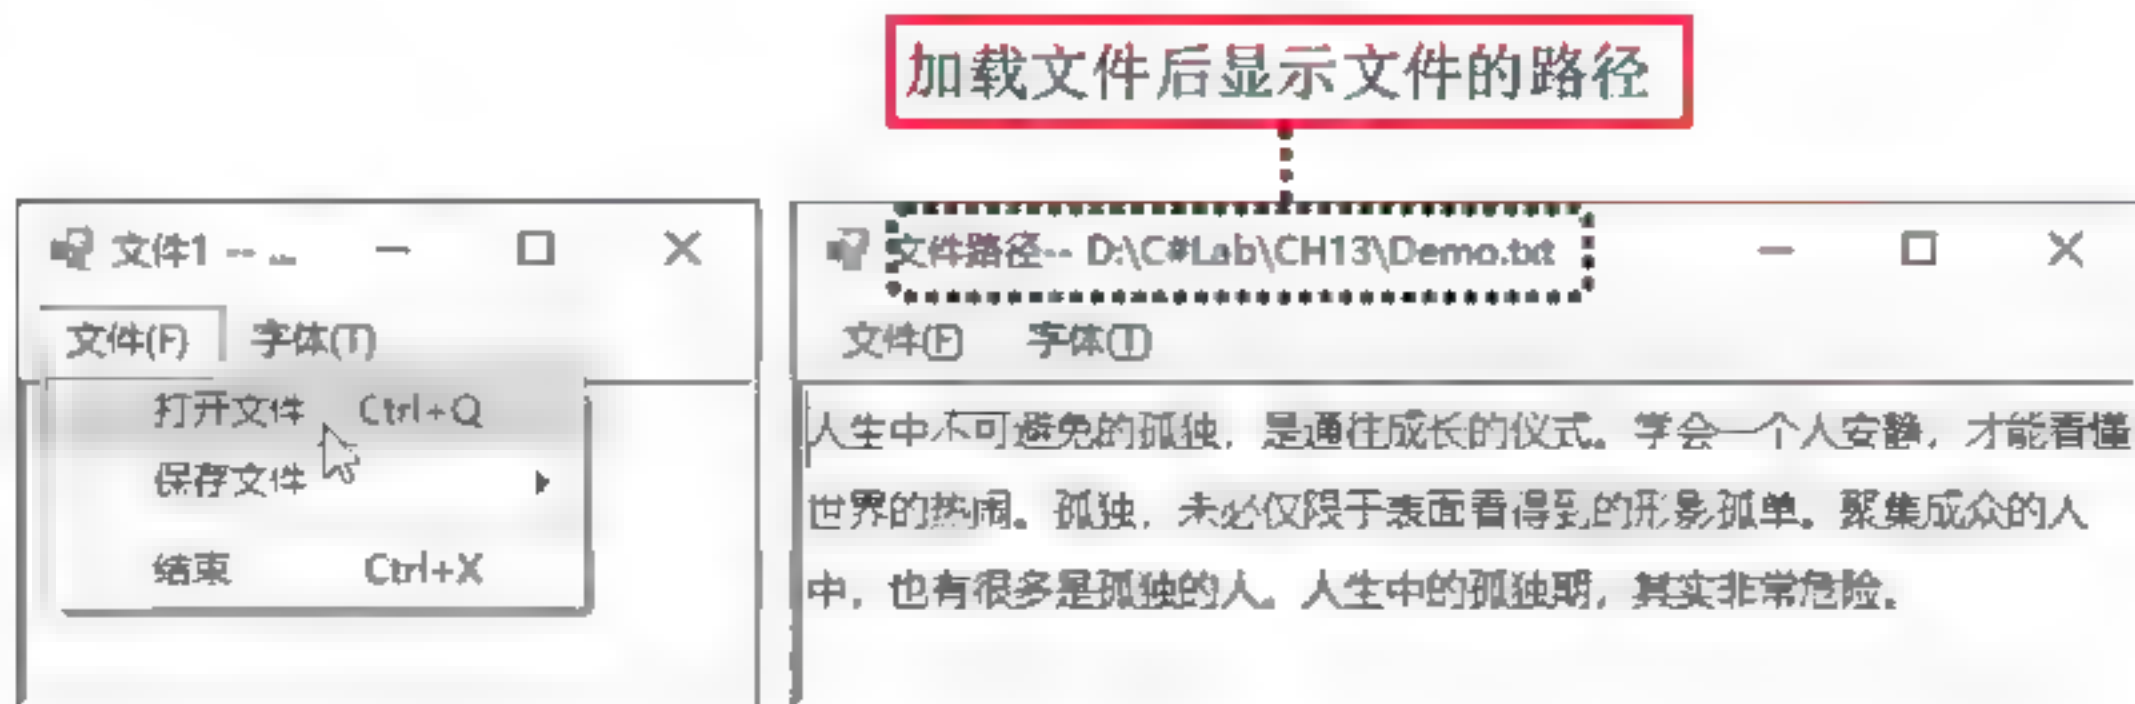 加载文件后显示文件的路径
文件1 -- ...
文件(F) 字体(T)
打开文件 Ctrl+Q
保存文件
结束 Ctrl+X
文件路径-- D:\C#Lab\CH13\Demo.txt
文件(F) 字体(T)
人生中不可避免的孤独，是通往成长的仪式。学会一个人安静，才能看懂
世界的热闹。孤独，未必仅限于表面看得到的形影孤单。聚集成众的人
中，也有很多是孤独的人。人生中的孤独期，其实非常危险。